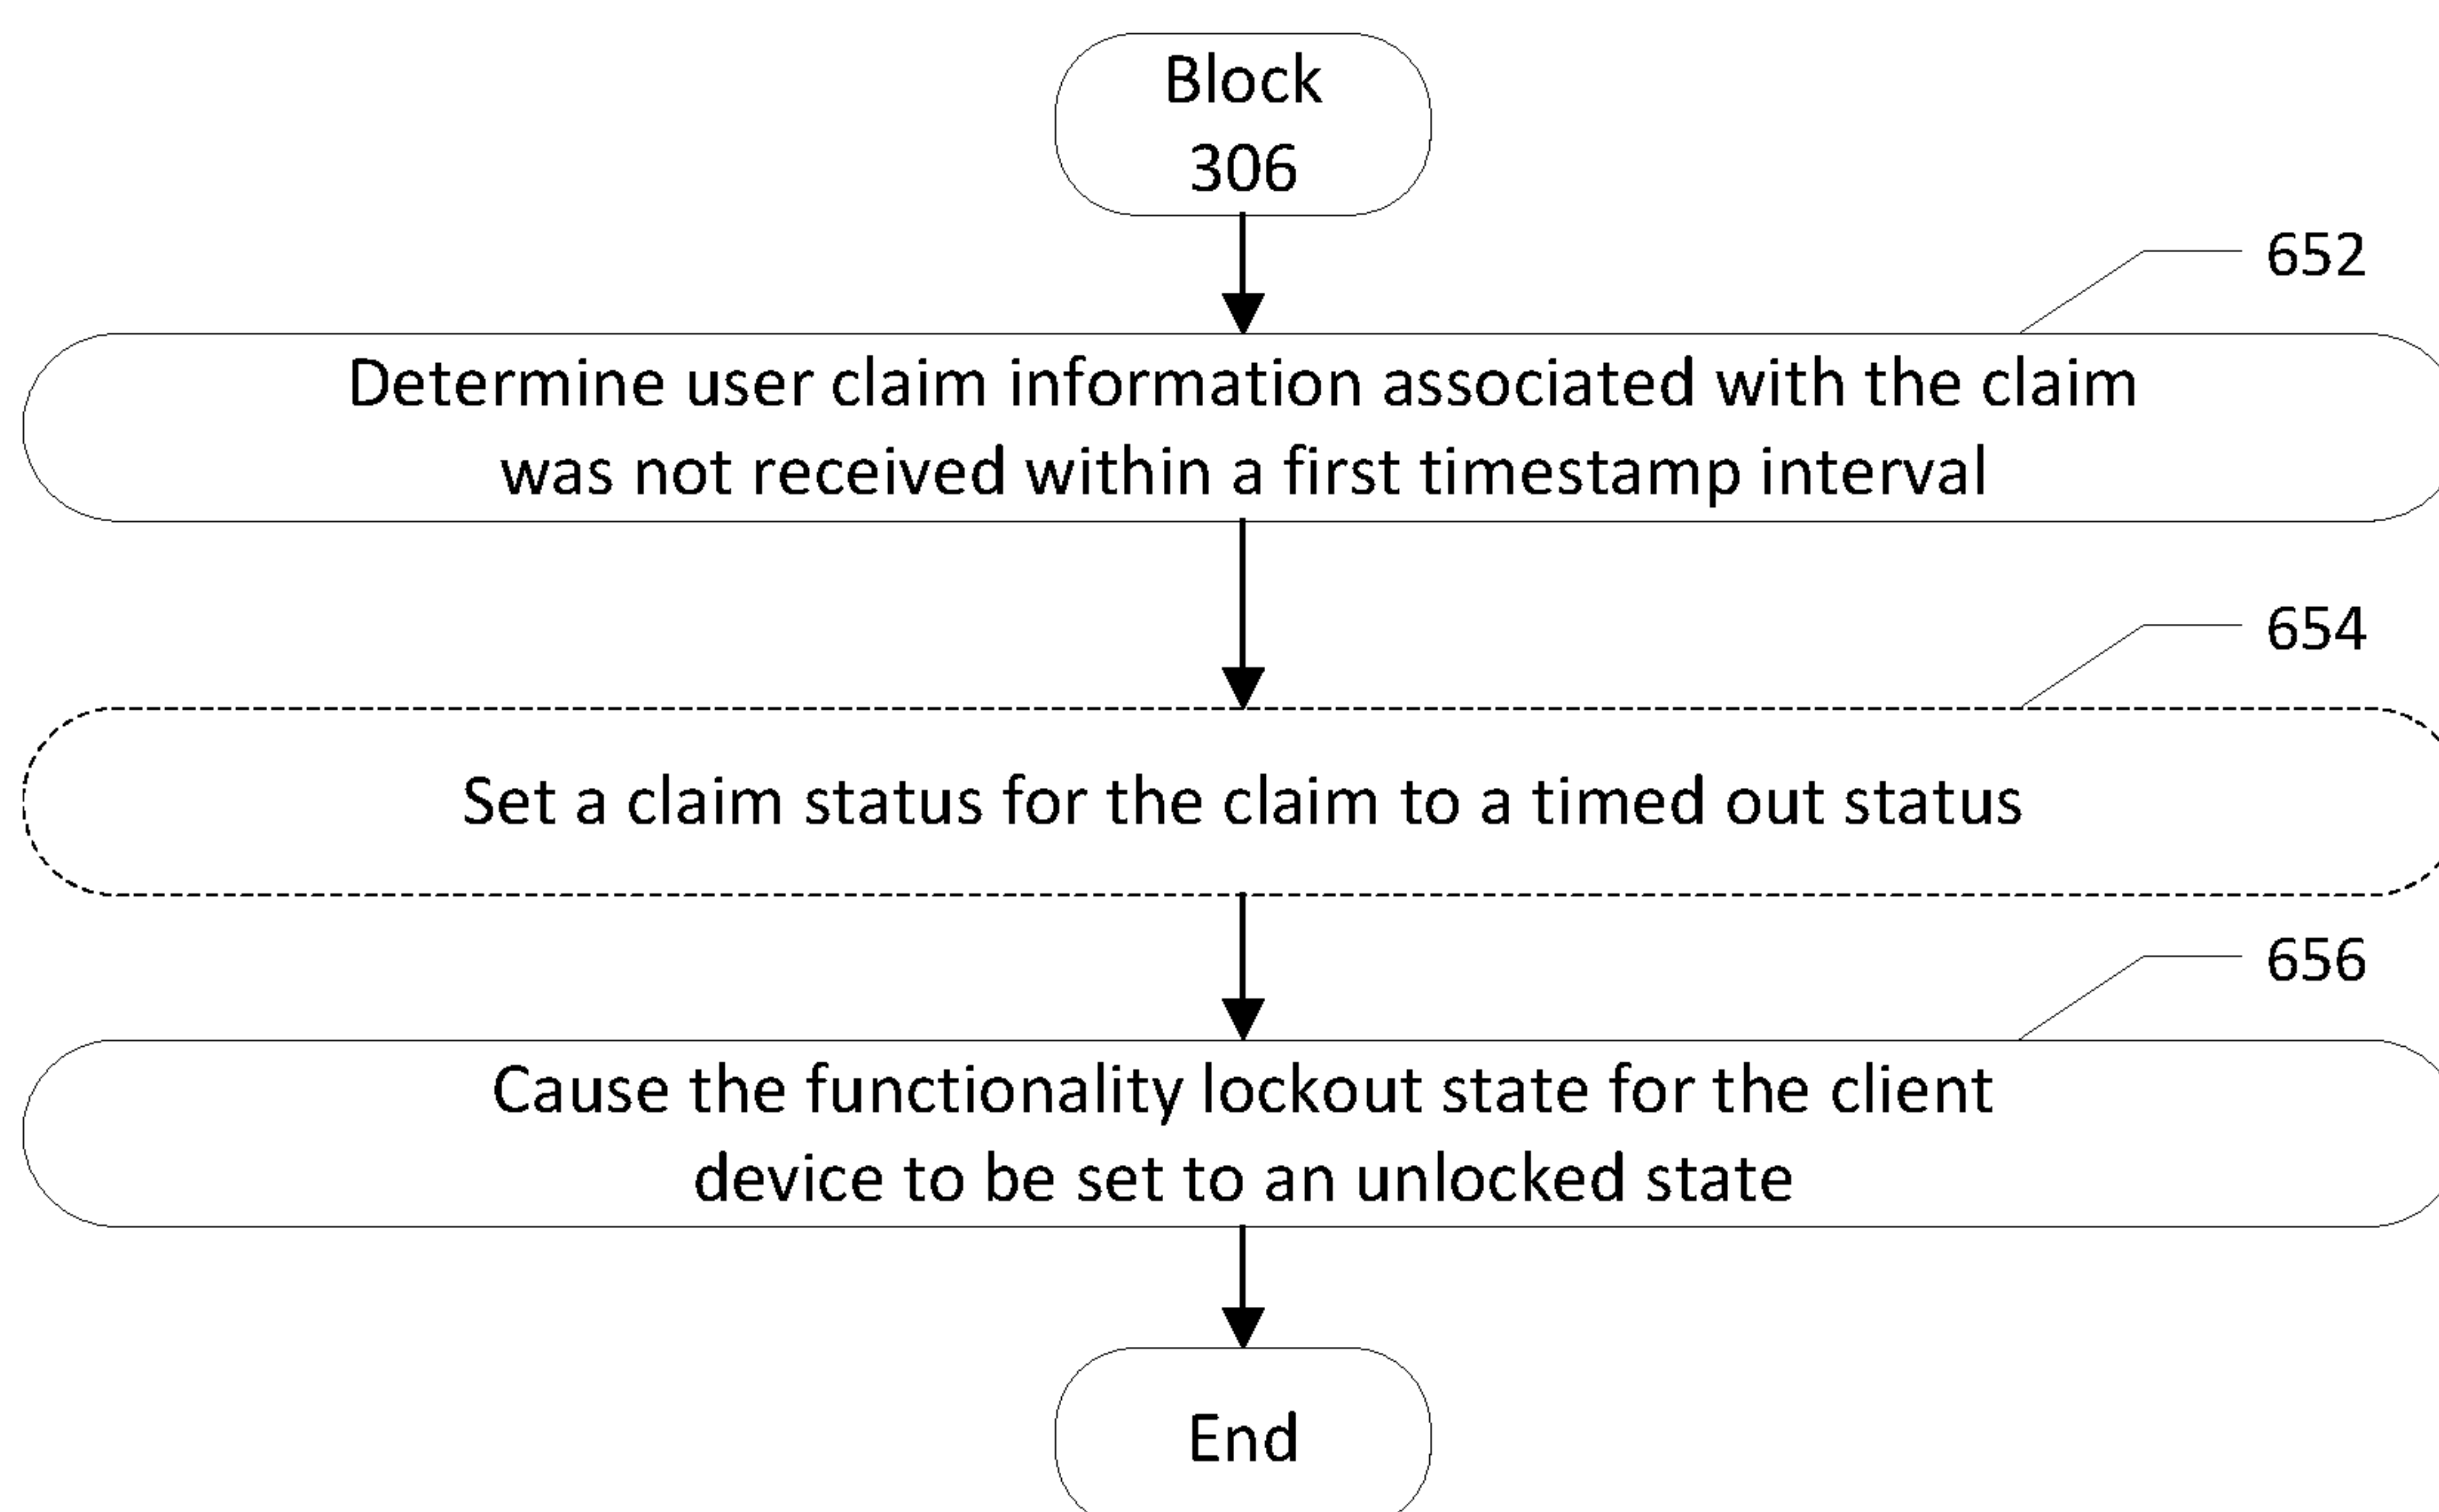 Block
306
652
Determine user claim information associated with the claim
was not received within a first timestamp interval
654
Set a claim status for the claim to a timed out status
656
Cause the functionality lockout state for the client
device to be set to an unlocked state
End